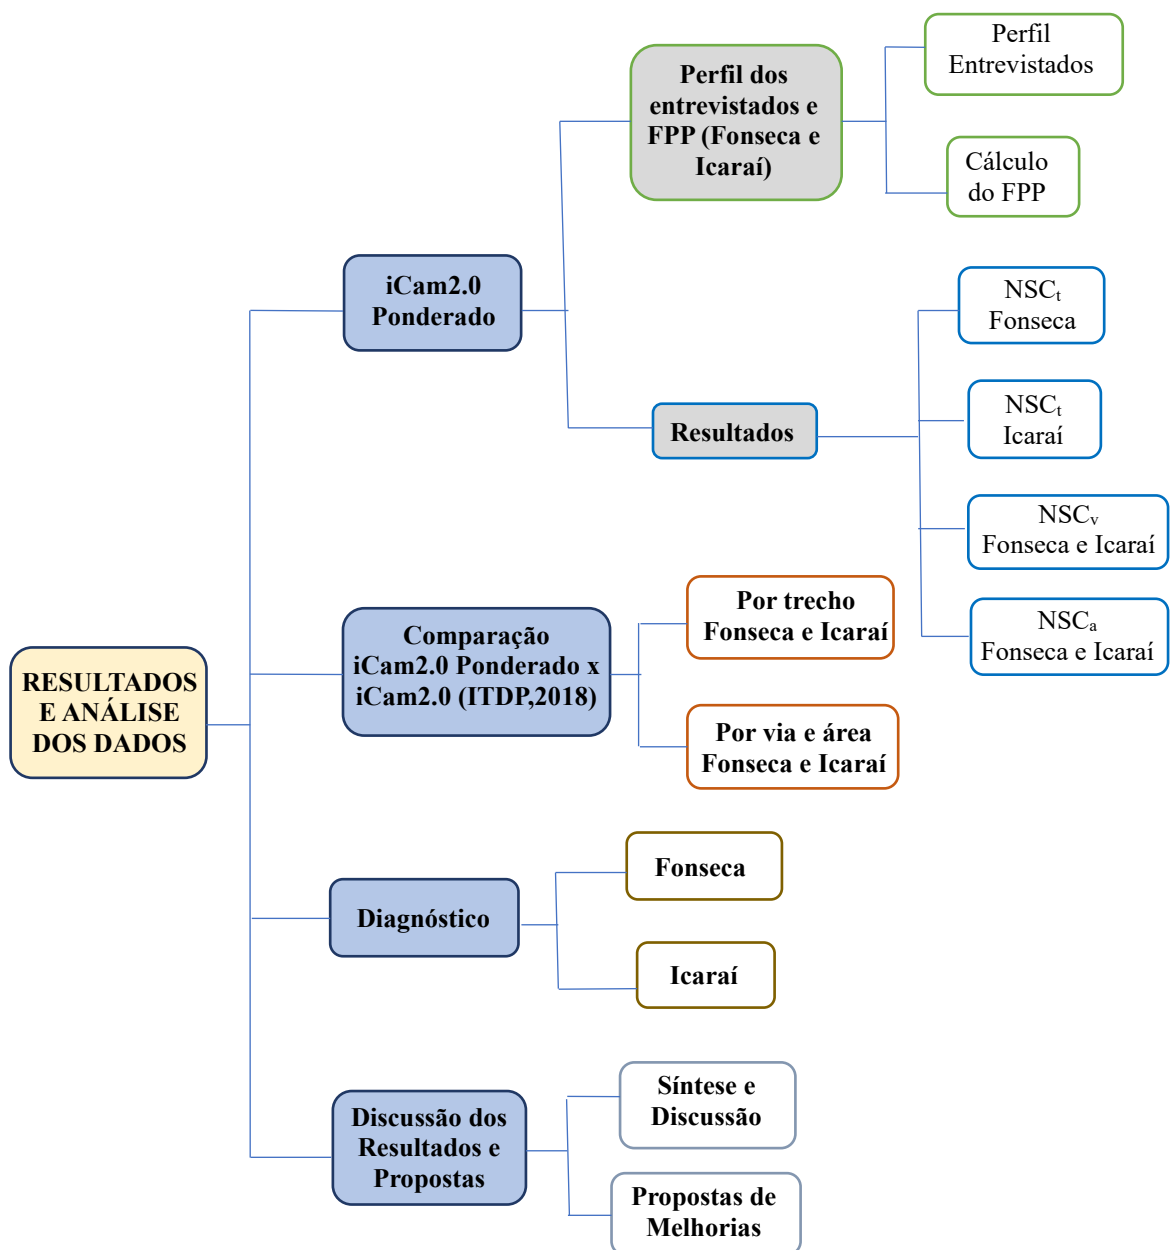 RESULTADOS
E ANÁLISE
DOS DADOS
iCam2.0
Ponderado
Perfil dos
entrevistados e
FPP (Fonseca e
Icaraí)
Perfil
Entrevistados
Cálculo
do FPP
Resultados
NSCₜ
Fonseca
NSCₜ
Icaraí
NSCᵥ
Fonseca e Icaraí
NSCₐ
Fonseca e Icaraí
Comparação
iCam2.0 Ponderado x
iCam2.0 (ITDP,2018)
Por trecho
Fonseca e Icaraí
Por via e área
Fonseca e Icaraí
Diagnóstico
Fonseca
Icaraí
Discussão dos
Resultados e
Propostas
Síntese e
Discussão
Propostas de
Melhorias